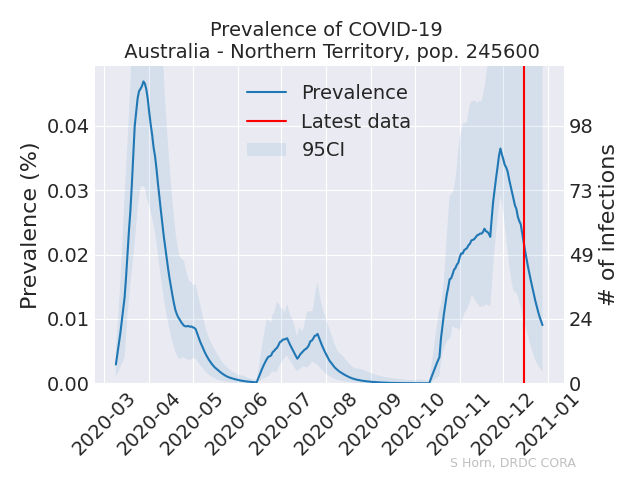 Prevalence of COVID-19
Australia - Northern Territory, pop. 245600
Prevalence
Latest data
95CI
Prevalence (%)
0.04
0.03
0.02
0.01
0.00
98
73
49
24
0
# of infections
2020-03
2020-04
2020-05
2020-06
2020-07
2020-08
2020-09
2020-10
2020-11
2020-12
2021-01
S Horn, DRDC CORA